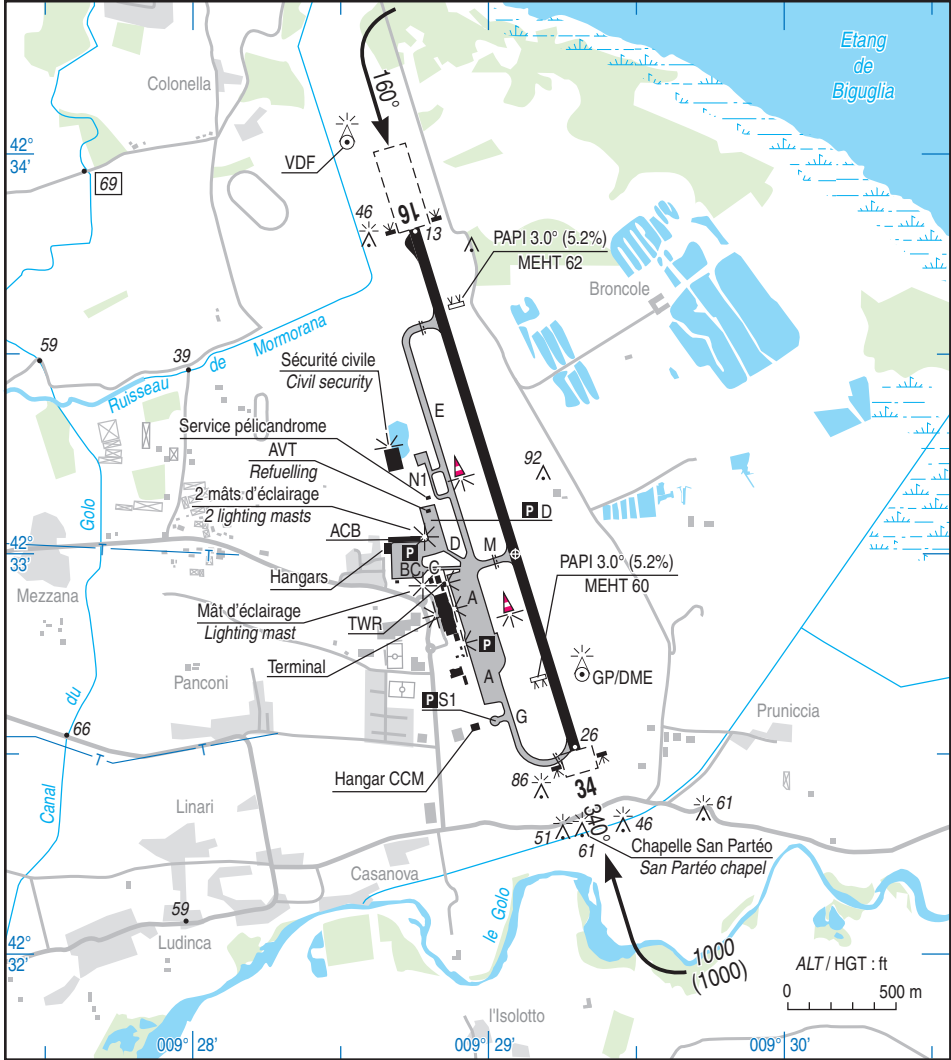 Etang
de
Biguglia
Colonella
160°
VDF
42°
34'
69
46
16
13
PAPI 3.0° (5.2%)
MEHT 62
Broncole
59
39
Ruisseau de Mormorana
Sécurité civile
Civil security
E
Service pélicandrome
AVT
Refuelling
N1
92
2 mâts d'éclairage
2 lighting masts
P D
ACB
D
M
42°
33'
T
T
Golo
P
BC
C
PAPI 3.0° (5.2%)
MEHT 60
Hangars
Mezzana
A
Mât d'éclairage
Lighting mast
TWR
Terminal
P
GP/DME
Panconi
A
P S1
G
Pruniccia
du
66
T
T
26
Hangar CCM
86
34
340°
Linari
Canal
51
61
46
61
Chapelle San Partéo
San Partéo chapel
Casanova
le Golo
59
Ludinca
42°
32'
1000
(1000)
ALT / HGT : ft
0 500 m
l'Isolotto
009° 28'
009° 29'
009° 30'